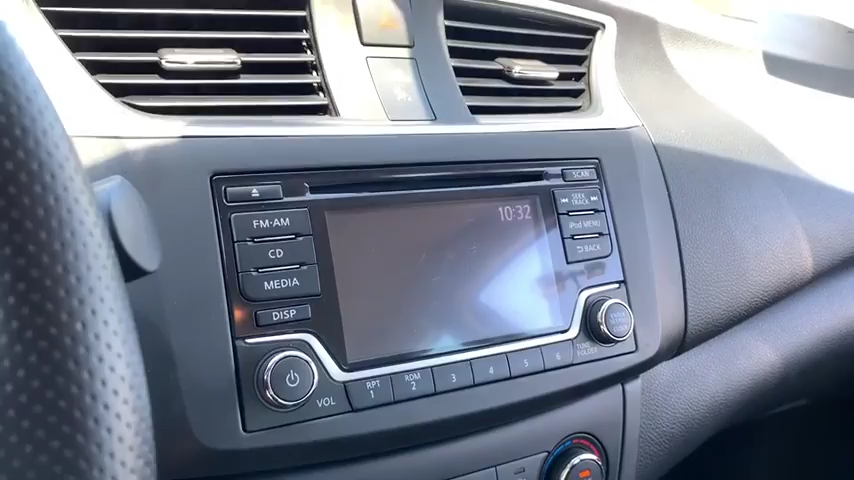 SCAN
FM·AM
SEEK
TRACK
10:32
CD
iPod MENU
MEDIA
BACK
DISP
ENTER
VOL
RPT
1
RDM
2
3
4
5
6
TUNE
FOLDER